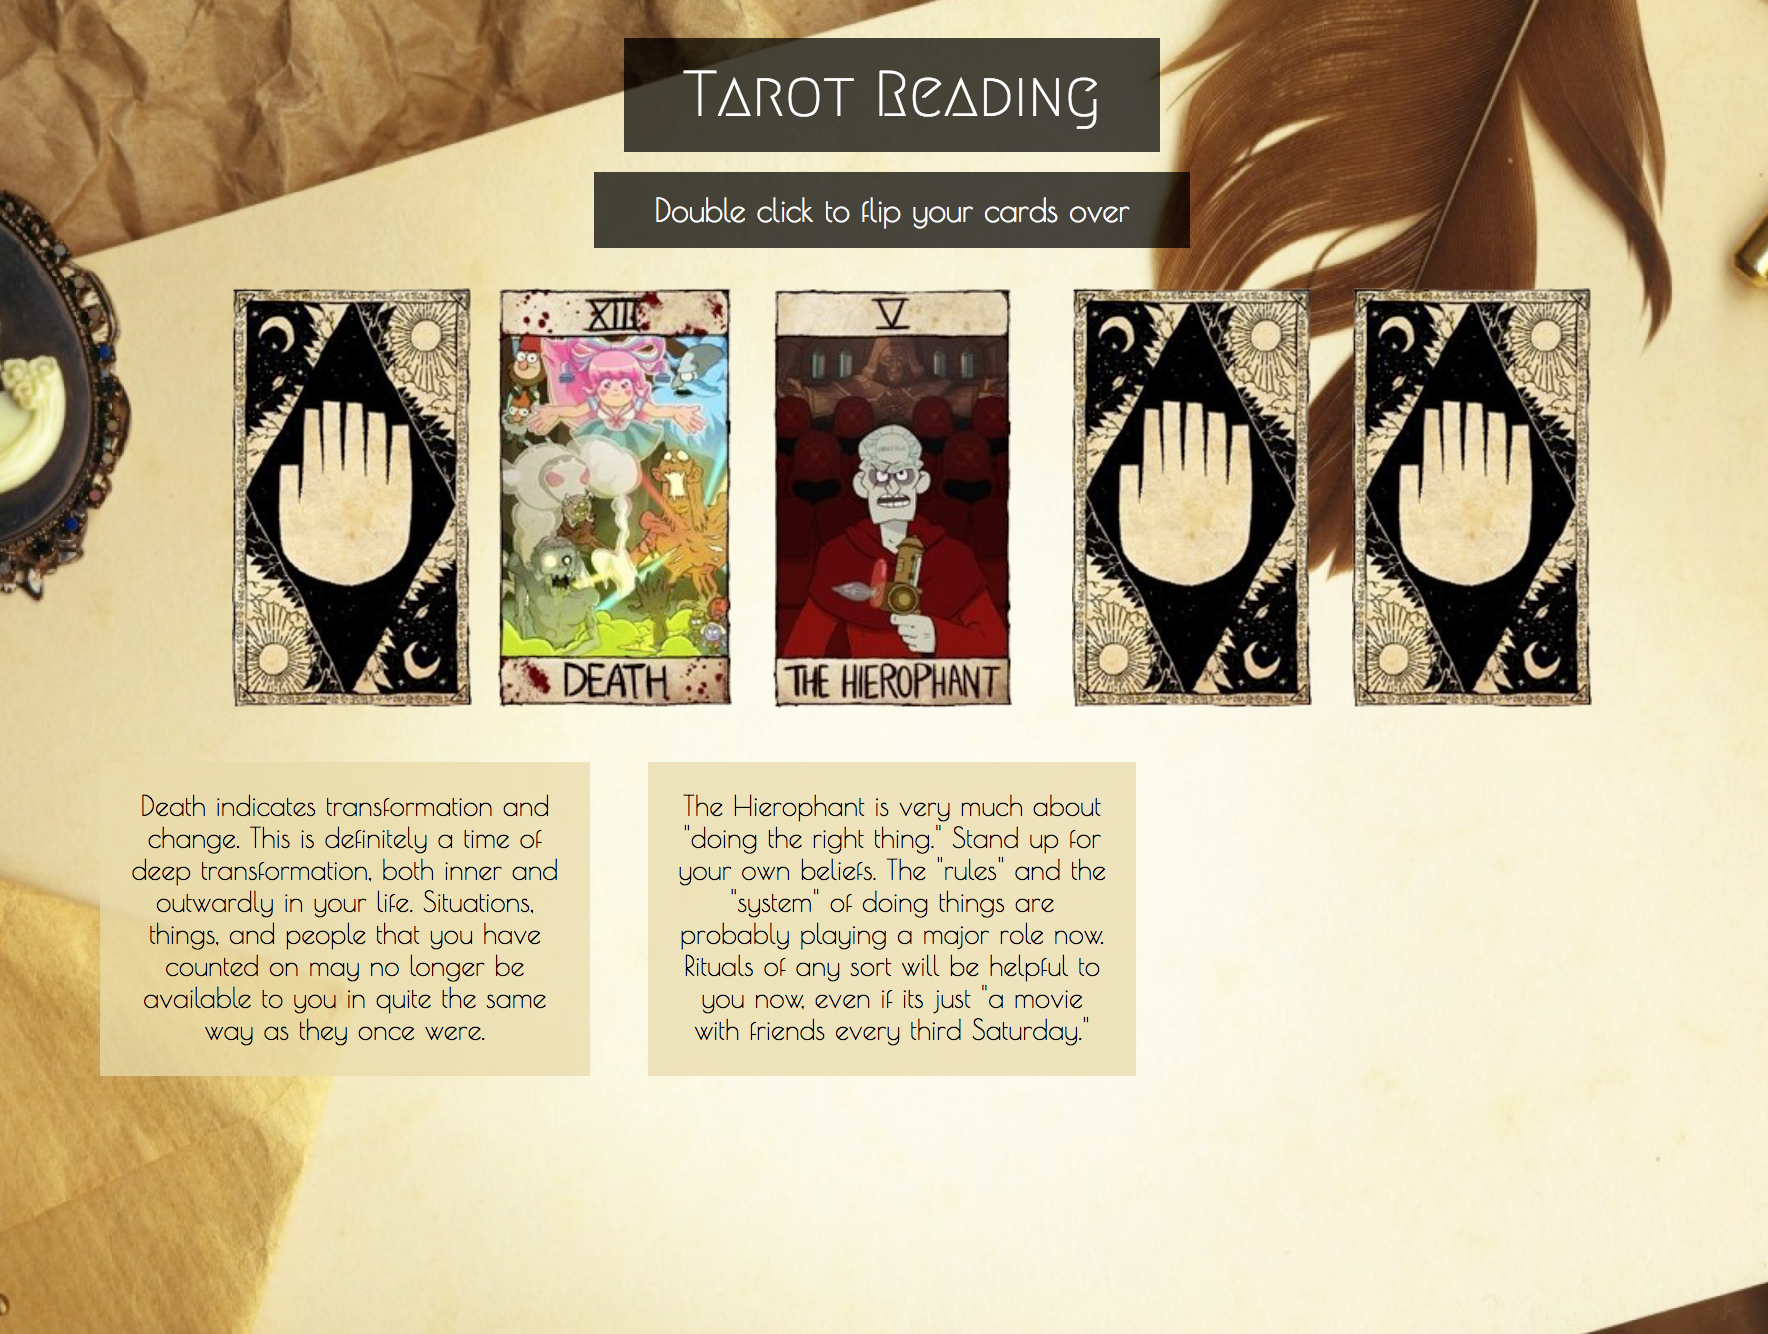 Tarot Reading
Double click to flip your cards over
XIII
V
DEATH
THE HIEROPHANT
Death indicates transformation and
change. This is definitely a time of
deep transformation, both inner and
outwardly in your life. Situations,
things, and people that you have
counted on may no longer be
available to you in quite the same
way as they once were.
The Hierophant is very much about
"doing the right thing." Stand up for
your own beliefs. The "rules" and the
"system" of doing things are
probably playing a major role now.
Rituals of any sort will be helpful to
you now, even if its just "a movie
with friends every third Saturday."